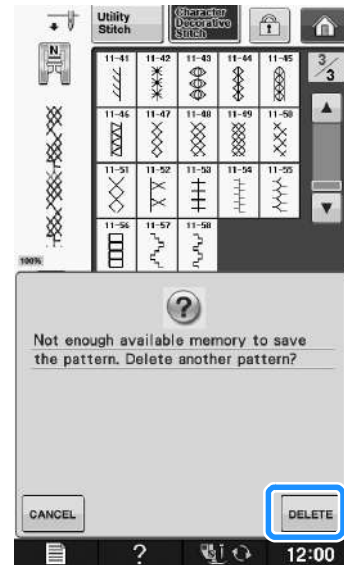 Utility
Stitch
Character
Decorative
Stitch
N
11-41 11-42 11-43 11-44 11-45
3/3
11-46 11-47 11-48 11-49 11-50
11-51 11-52 11-53 11-54 11-55
11-56 11-57 11-58
100%
?
Not enough available memory to save
the pattern. Delete another pattern?
CANCEL
DELETE
? 12:00